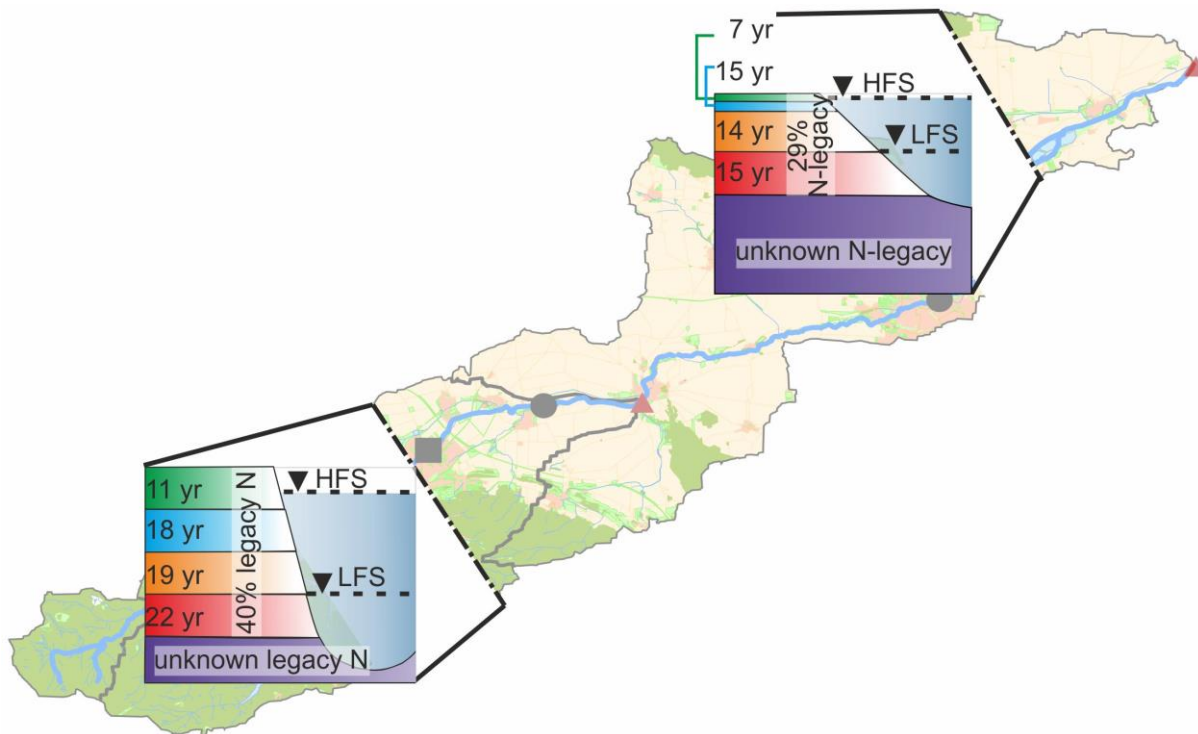 7 yr
15 yr
HFS
14 yr
29%
N-legacy
LFS
15 yr
unknown N-legacy
HFS
11 yr
40% legacy N
18 yr
19 yr
LFS
22 yr
unknown legacy N